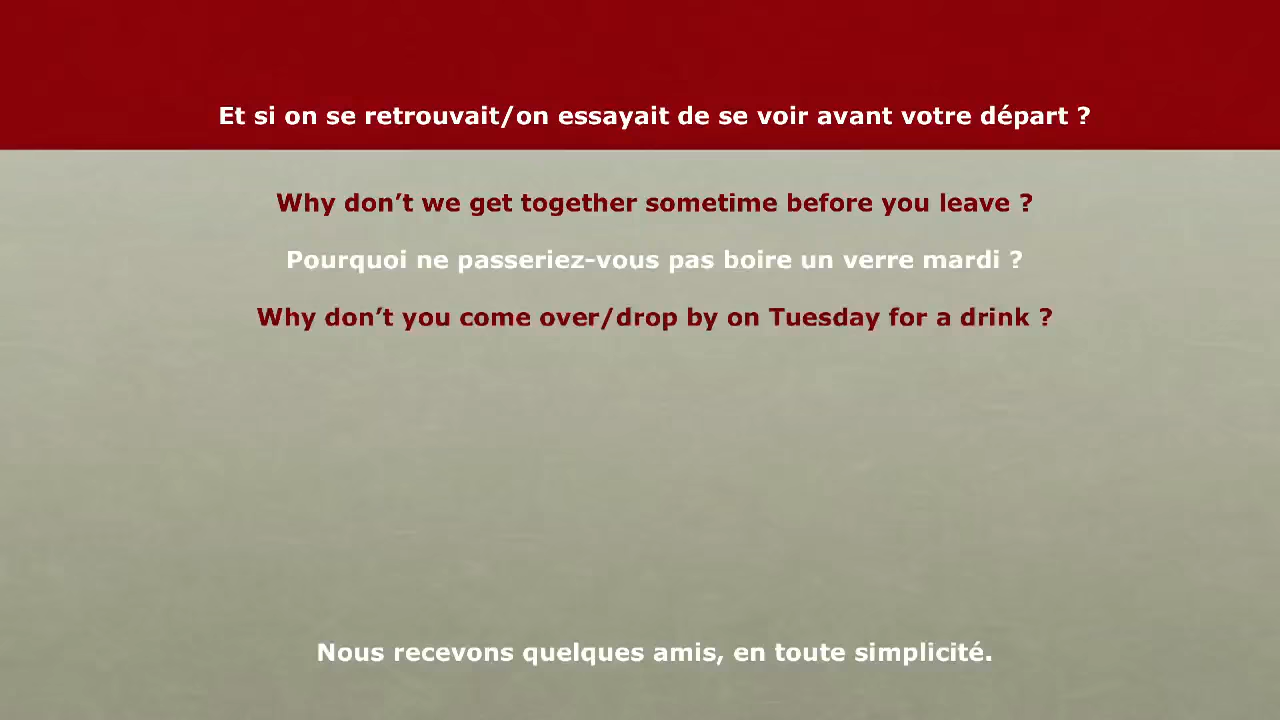 Et si on se retrouvait/on essayait de se voir avant votre départ ?
Why don’t we get together sometime before you leave ?
Pourquoi ne passeriez-vous pas boire un verre mardi ?
Why don’t you come over/drop by on Tuesday for a drink ?
Nous recevons quelques amis, en toute simplicité.